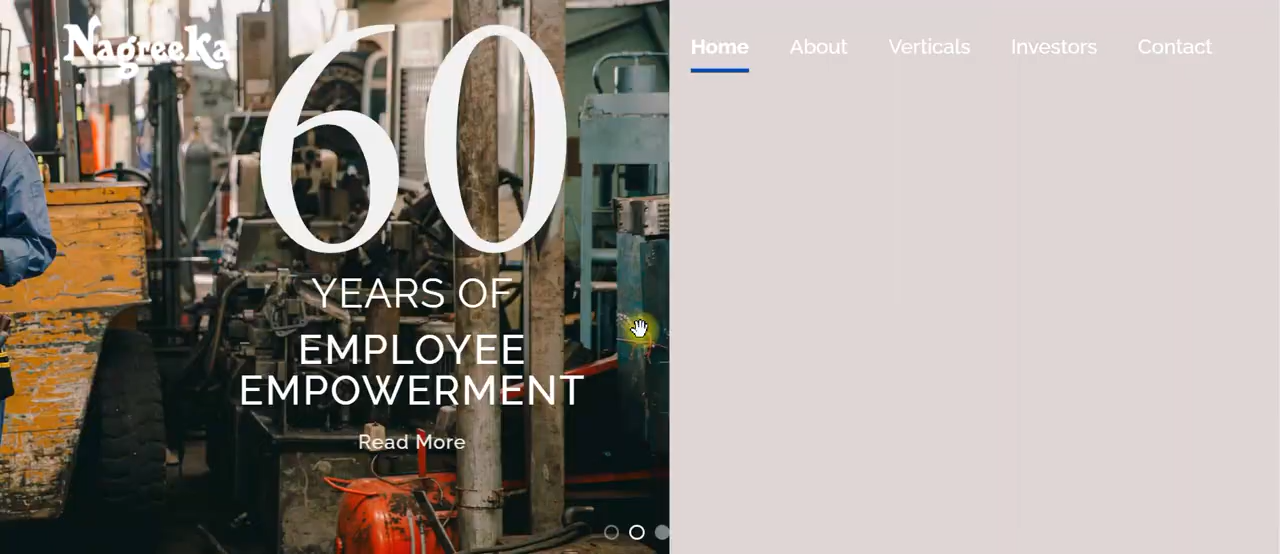 Nagreeka
Home About Verticals Investors Contact
60
YEARS OF
EMPLOYEE
EMPOWERMENT
Read More